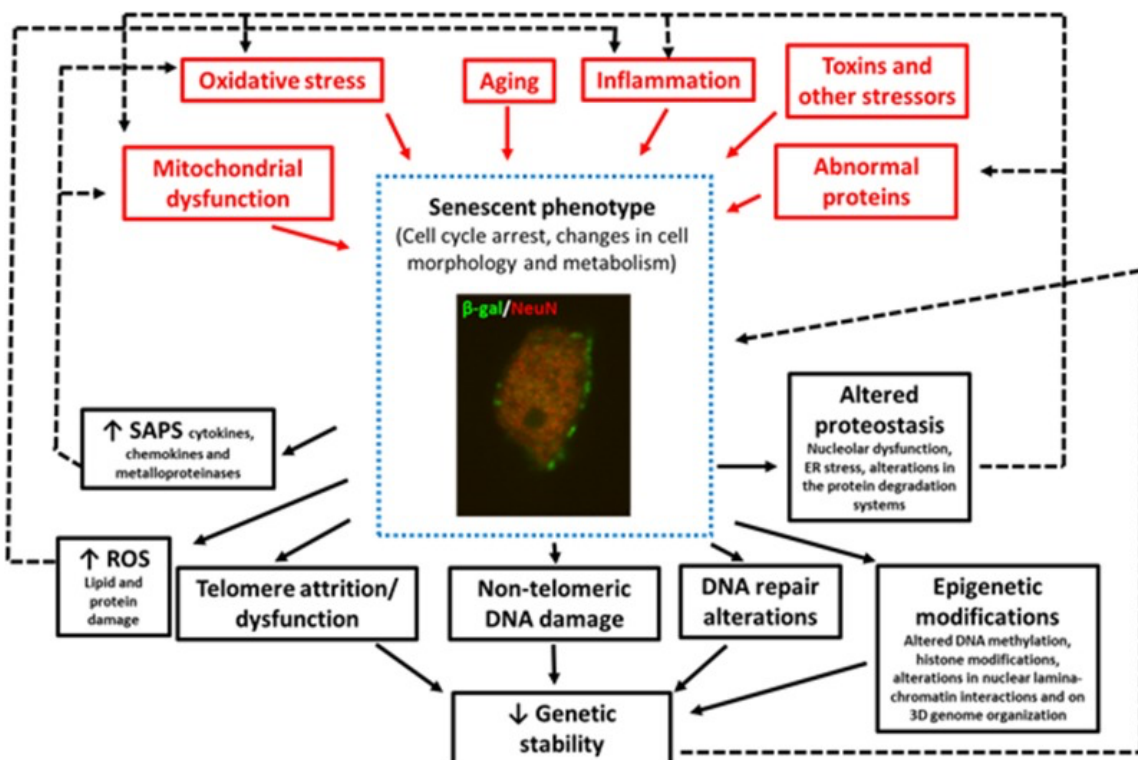 Oxidative stress
Aging
Inflammation
Toxins and
other stressors
Mitochondrial
dysfunction
Abnormal
proteins
Senescent phenotype
(Cell cycle arrest, changes in cell
morphology and metabolism)
β-gal/NeuN
↑ SAPS cytokines,
chemokines and
metalloproteinases
Altered
proteostasis
Nucleolar dysfunction,
ER stress, alterations in
the protein degradation
systems
↑ ROS
Lipid and
protein
damage
Telomere attrition/
dysfunction
Non-telomeric
DNA damage
DNA repair
alterations
Epigenetic
modifications
Altered DNA methylation,
histone modifications,
alterations in nuclear lamina-
chromatin interactions and on
3D genome organization
↓ Genetic
stability